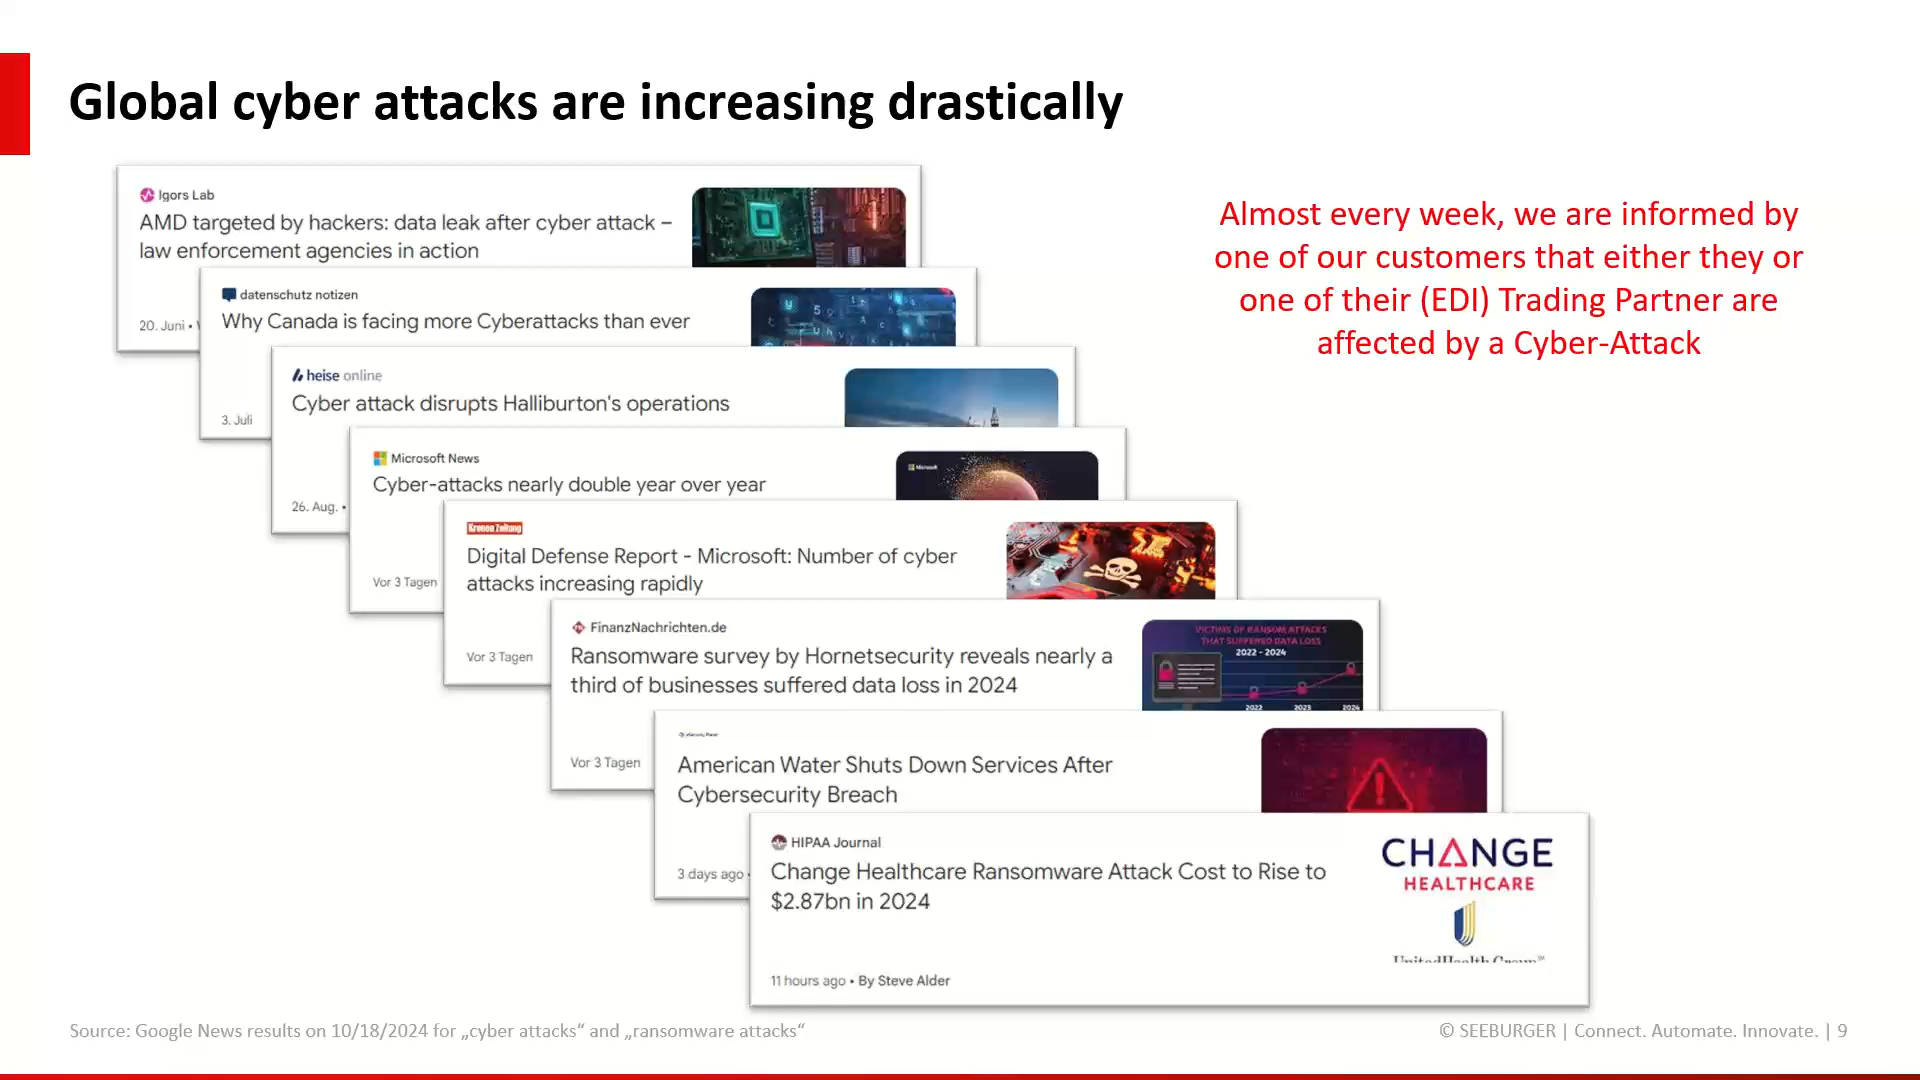 Global cyber attacks are increasing drastically
Igors Lab
AMD targeted by hackers: data leak after cyber attack –
law enforcement agencies in action
20. Juni •
datenschutz notizen
Why Canada is facing more Cyberattacks than ever
3. Juli
heise online
Cyber attack disrupts Halliburton's operations
26. Aug. •
Microsoft News
Cyber-attacks nearly double year over year
Microsoft
Vor 3 Tagen
Kronen Zeitung
Digital Defense Report - Microsoft: Number of cyber
attacks increasing rapidly
Vor 3 Tagen
FinanzNachrichten.de
Ransomware survey by Hornetsecurity reveals nearly a
third of businesses suffered data loss in 2024
VICTIMS OF RANSOM ATTACKS
THAT SUFFERED DATA LOSS
2022 - 2024
2022 2023 2024
Vor 3 Tagen
American Water Shuts Down Services After
Cybersecurity Breach
3 days ago •
HIPAA Journal
Change Healthcare Ransomware Attack Cost to Rise to
$2.87bn in 2024
CHANGE
HEALTHCARE
UnitedHealth Group
11 hours ago • By Steve Alder
Almost every week, we are informed by
one of our customers that either they or
one of their (EDI) Trading Partner are
affected by a Cyber-Attack
Source: Google News results on 10/18/2024 for „cyber attacks“ and „ransomware attacks“
© SEEBURGER | Connect. Automate. Innovate. | 9